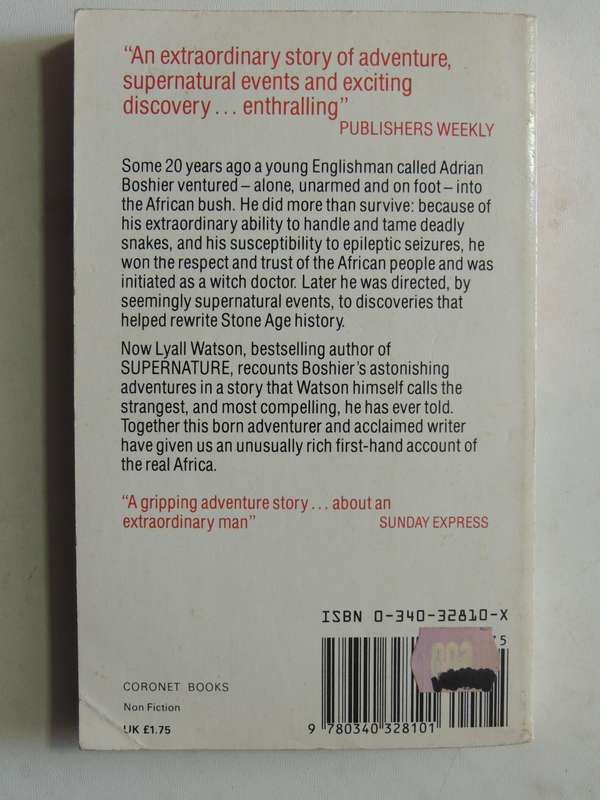 “An extraordinary story of adventure,
supernatural events and exciting
discovery... enthralling”
PUBLISHERS WEEKLY
Some 20 years ago a young Englishman called Adrian
Boshier ventured – alone, unarmed and on foot – into
the African bush. He did more than survive: because of
his extraordinary ability to handle and tame deadly
snakes, and his susceptibility to epileptic seizures, he
won the respect and trust of the African people and was
initiated as a witch doctor. Later he was directed, by
seemingly supernatural events, to discoveries that
helped rewrite Stone Age history.
Now Lyall Watson, bestselling author of
SUPERNATURE, recounts Boshier’s astonishing
adventures in a story that Watson himself calls the
strangest, and most compelling, he has ever told.
Together this born adventurer and acclaimed writer
have given us an unusually rich first-hand account of
the real Africa.
“A gripping adventure story... about an
extraordinary man” SUNDAY EXPRESS
ISBN 0-340-32810-X
CORONET BOOKS
Non Fiction
UK £1.75
9 780340 328101